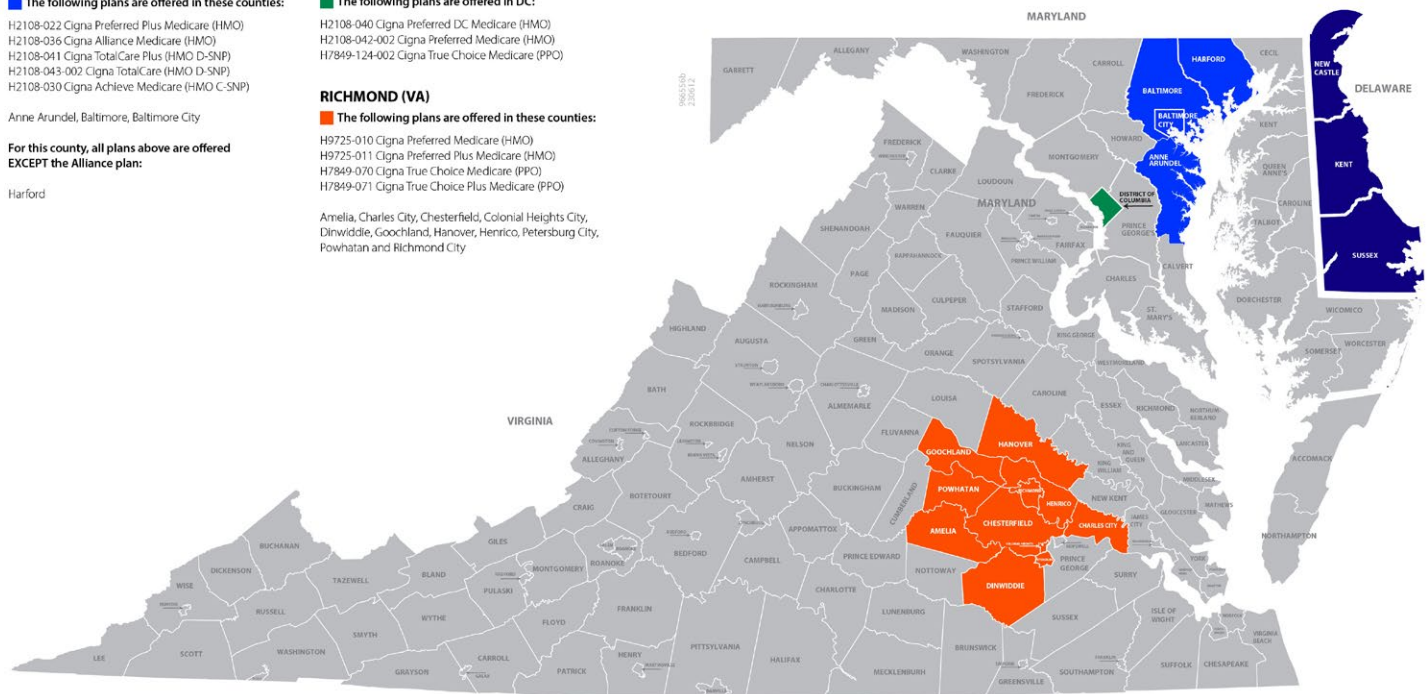 The following plans are offered in these counties:
H2108-022 Cigna Preferred Plus Medicare (HMO)
H2108-036 Cigna Alliance Medicare (HMO)
H2108-041 Cigna TotalCare Plus (HMO D-SNP)
H2108-043-002 Cigna TotalCare (HMO D-SNP)
H2108-030 Cigna Achieve Medicare (HMO C-SNP)
Anne Arundel, Baltimore, Baltimore City
For this county, all plans above are offered
EXCEPT the Alliance plan:
Harford
The following plans are offered in DC:
H2108-040 Cigna Preferred DC Medicare (HMO)
H2108-042-002 Cigna Preferred Medicare (HMO)
H7849-124-002 Cigna True Choice Medicare (PPO)
RICHMOND (VA)
The following plans are offered in these counties:
H9725-010 Cigna Preferred Medicare (HMO)
H9725-011 Cigna Preferred Plus Medicare (HMO)
H7849-070 Cigna True Choice Medicare (PPO)
H7849-071 Cigna True Choice Plus Medicare (PPO)
Amelia, Charles City, Chesterfield, Colonial Heights City,
Dinwiddie, Goochland, Hanover, Henrico, Petersburg City,
Powhatan and Richmond City
966556b
230612
MARYLAND
GARRETT
ALLEGANY
WASHINGTON
FREDERICK
CARROLL
BALTIMORE
HARFORD
CECIL
NEW
CASTLE
DELAWARE
BALTIMORE
CITY
HOWARD
KENT
MONTGOMERY
ANNE
ARUNDEL
QUEEN
ANNE'S
KENT
FREDERICK
CLARKE
LOUDOUN
MARYLAND
DISTRICT OF
COLUMBIA
CAROLINE
TALBOT
WARREN
FAUQUIER
FAIRFAX
PRINCE
GEORGE'S
SHENANDOAH
PRINCE WILLIAM
SUSSEX
RAPPAHANNOCK
CALVERT
PAGE
CHARLES
ROCKINGHAM
CULPEPER
STAFFORD
DORCHESTER
MADISON
ST.
MARY'S
WICOMICO
HIGHLAND
KING GEORGE
AUGUSTA
GREEN
ORANGE
SPOTSYLVANIA
WORCESTER
SOMERSET
WESTMORELAND
BATH
CHARLOTTESVILLE
ALMEMARLE
LOUISA
CAROLINE
ESSEX
RICHMOND
NORTHUM
BERLAND
VIRGINIA
ROCKBRIDGE
NELSON
FLUVANNA
GOOCHLAND
HANOVER
KING
AND
QUEEN
LANCASTER
ALLEGHANY
KING
WILLIAM
ACCOMACK
AMHERST
BUCKINGHAM
CUMBERLAND
POWHATAN
HENRICO
NEW KENT
MIDDLESEX
BOTETOURT
MATHEWS
CRAIG
APPOMATTOX
AMELIA
CHESTERFIELD
CHARLES CITY
JAMES
CITY
GLOUCESTER
NORTHAMPTON
BUCHANAN
GILES
BEDFORD
CAMPBELL
PRINCE EDWARD
NOTTOWAY
PRINCE
GEORGE
YORK
DICKENSON
BLAND
MONTGOMERY
ROANOKE
WISE
TAZEWELL
PULASKI
CHARLOTTE
DINWIDDIE
SURRY
RUSSELL
WYTHE
FRANKLIN
LUNENBURG
SUSSEX
ISLE OF
WIGHT
SMYTH
FLOYD
VIRGINIA
BEACH
LEE
SCOTT
WASHINGTON
GRAYSON
CARROLL
PATRICK
HENRY
PITTSYLVANIA
HALIFAX
MECKLENBURH
BRUNSWICK
GREENSVILLE
SOUTHAMPTON
SUFFOLK
CHESAPEAKE